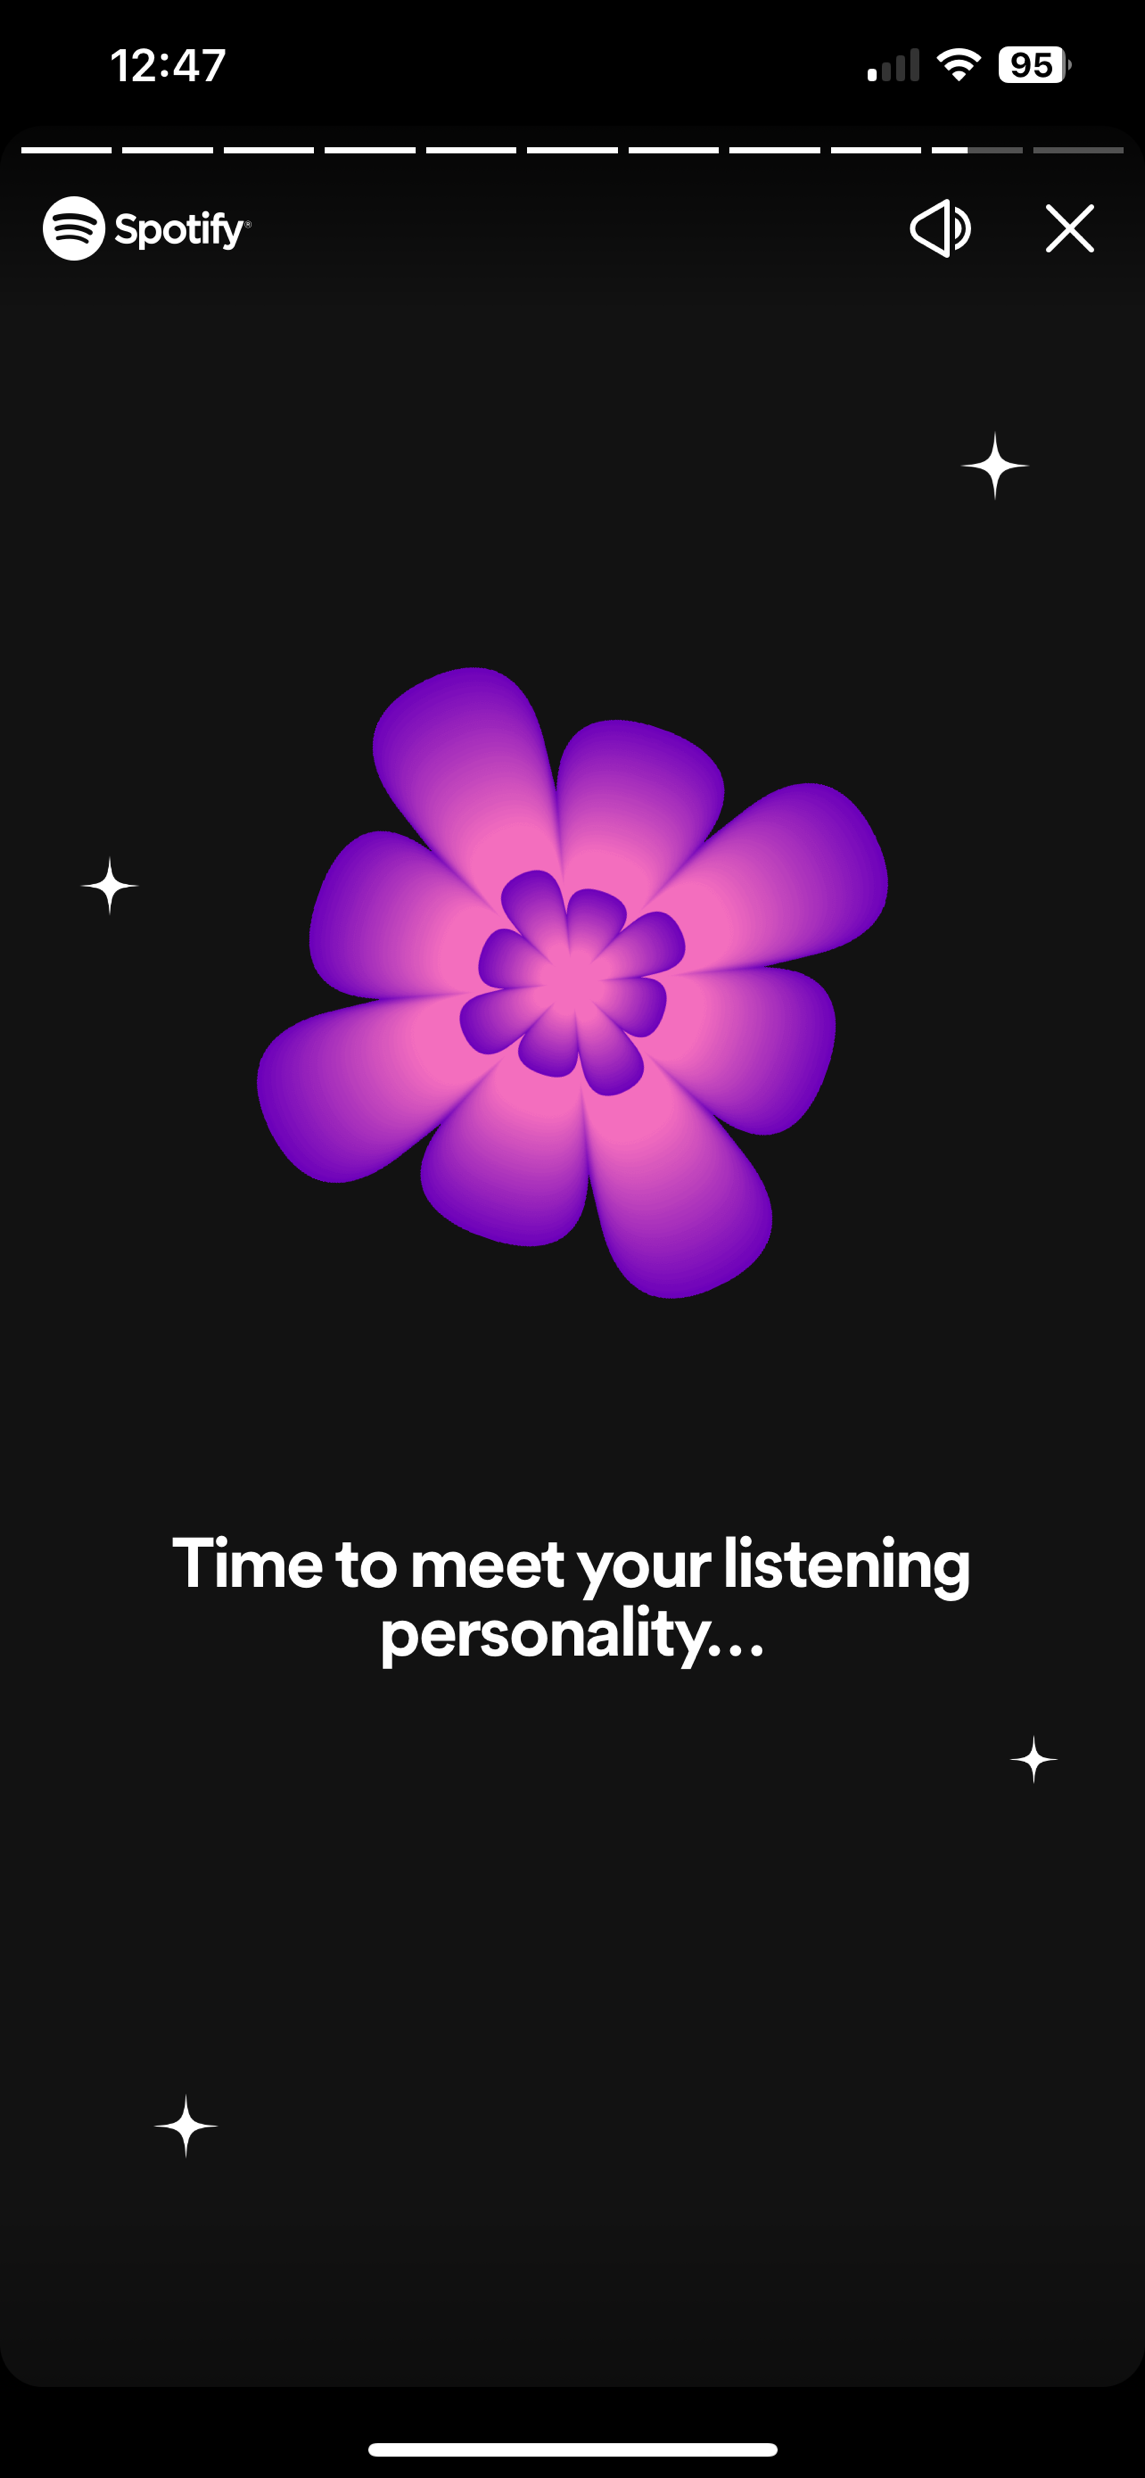 12:47
95
Spotify®
Time to meet your listening
personality...